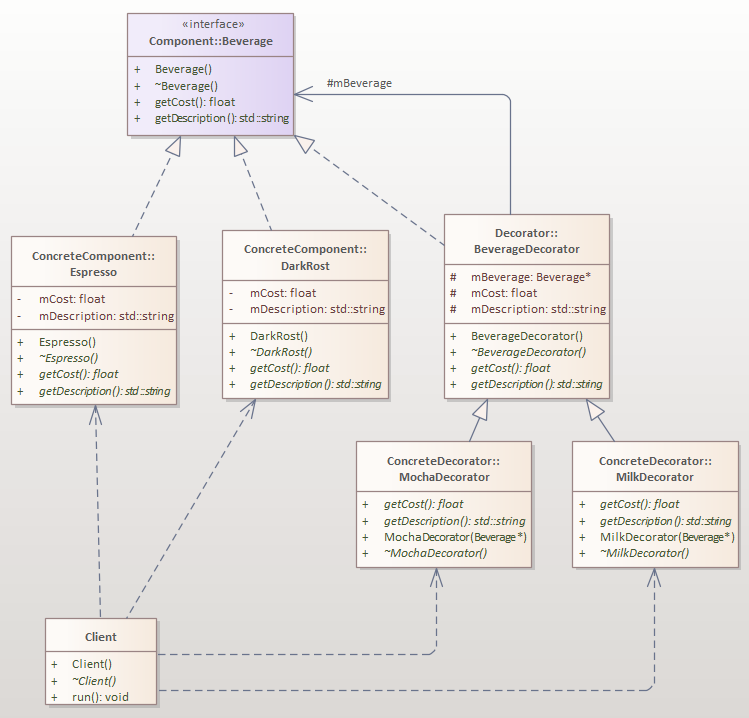 «interface»
Component::Beverage
+ Beverage()
+ ~Beverage()
+ getCost(): float
+ getDescription(): std::string
#mBeverage
ConcreteComponent::
Espresso
- mCost: float
- mDescription: std::string
+ Espresso()
+ ~Espresso()
+ getCost(): float
+ getDescription(): std::string
ConcreteComponent::
DarkRost
- mCost: float
- mDescription: std::string
+ DarkRost()
+ ~DarkRost()
+ getCost(): float
+ getDescription(): std::string
Decorator::
BeverageDecorator
# mBeverage: Beverage*
# mCost: float
# mDescription: std::string
+ BeverageDecorator()
+ ~BeverageDecorator()
+ getCost(): float
+ getDescription(): std::string
ConcreteDecorator::
MochaDecorator
+ getCost(): float
+ getDescription(): std::string
+ MochaDecorator(Beverage*)
+ ~MochaDecorator()
ConcreteDecorator::
MilkDecorator
+ getCost(): float
+ getDescription(): std::string
+ MilkDecorator(Beverage*)
+ ~MilkDecorator()
Client
+ Client()
+ ~Client()
+ run(): void